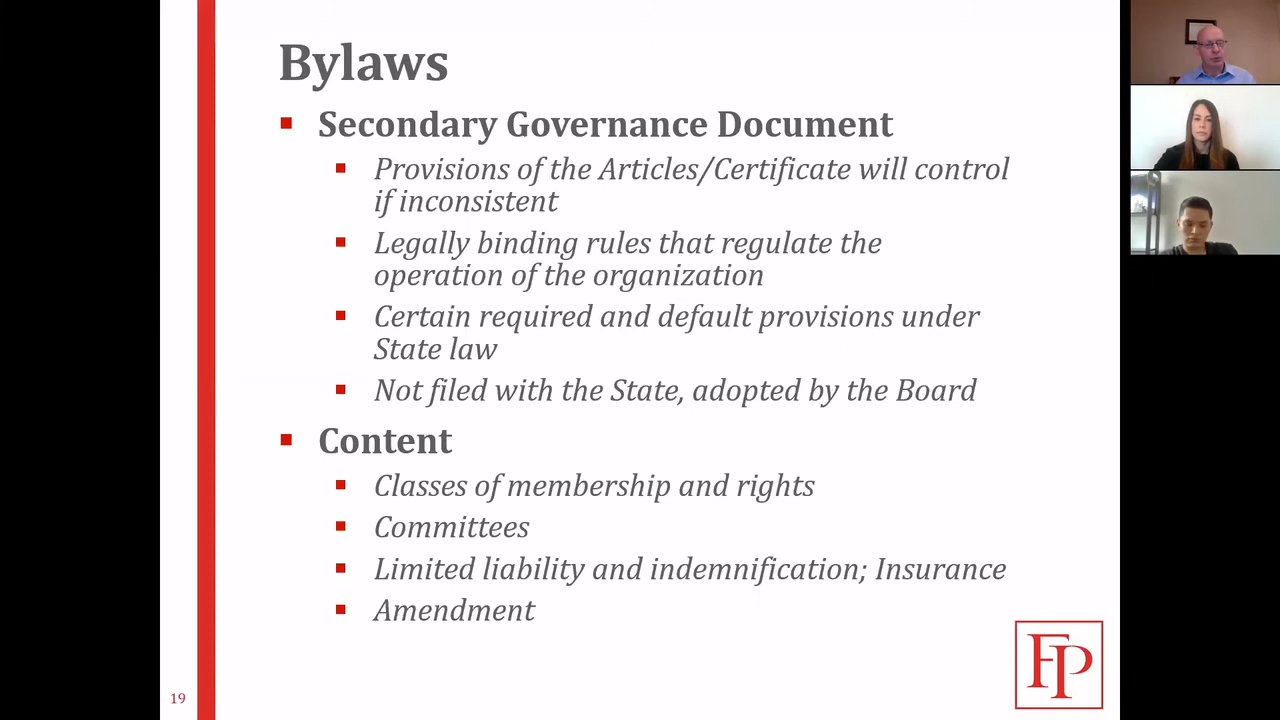 Bylaws
Secondary Governance Document
Provisions of the Articles/Certificate will control
if inconsistent
Legally binding rules that regulate the
operation of the organization
Certain required and default provisions under
State law
Not filed with the State, adopted by the Board
Content
Classes of membership and rights
Committees
Limited liability and indemnification; Insurance
Amendment
FP
19